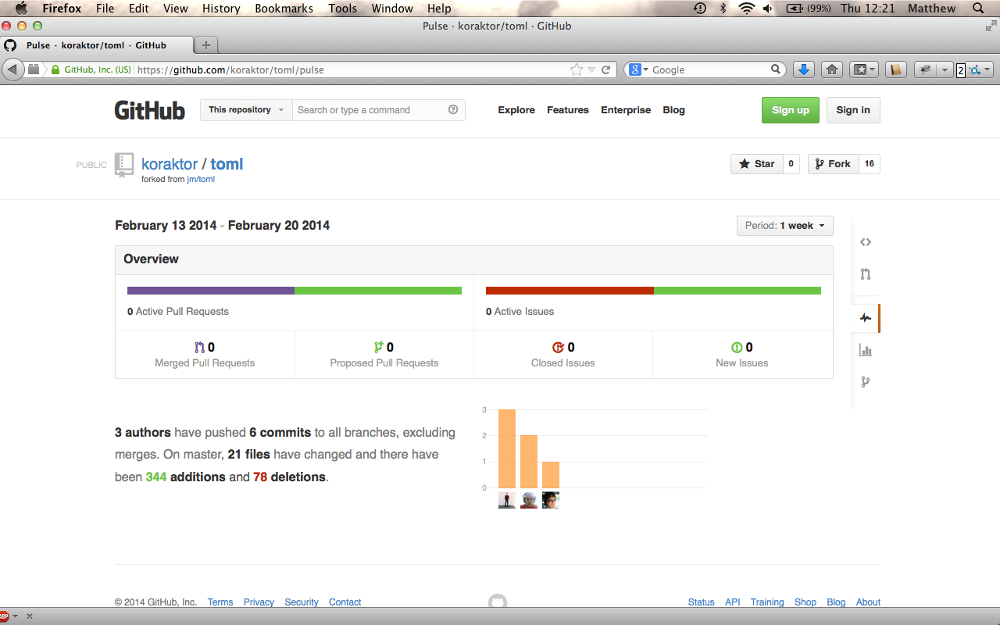 Firefox File Edit View History Bookmarks Tools Window Help (99%) Thu 12:21 Matthew
Pulse · koraktor/toml · GitHub
Pulse · koraktor/toml · GitHub
GitHub, Inc. (US) https://github.com/koraktor/toml/pulse Google 2
GitHub This repository Search or type a command Explore Features Enterprise Blog Sign up Sign in
PUBLIC koraktor / toml Star 0 Fork 16
forked from jm/toml
February 13 2014 - February 20 2014 Period: 1 week
Overview
0 Active Pull Requests 0 Active Issues
0 0 0 0
Merged Pull Requests Proposed Pull Requests Closed Issues New Issues
3 authors have pushed 6 commits to all branches, excluding
merges. On master, 21 files have changed and there have
been 344 additions and 78 deletions.
3
2
1
0
© 2014 GitHub, Inc. Terms Privacy Security Contact Status API Training Shop Blog About
ABP